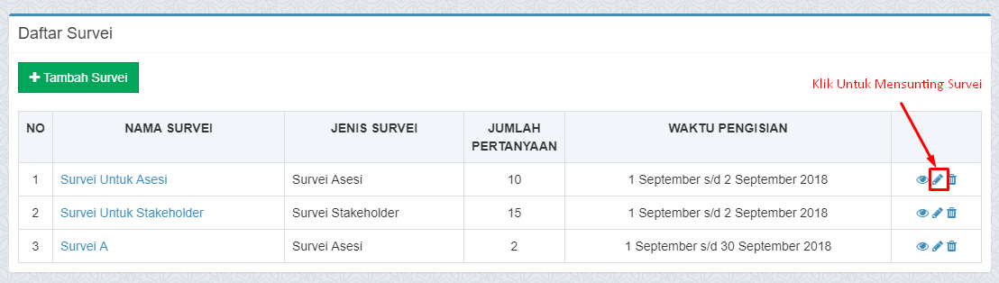 Daftar Survei
Tambah Survei
Klik Untuk Mensunting Survei
NO NAMA SURVEI JENIS SURVEI JUMLAH PERTANYAAN WAKTU PENGISIAN
1 Survei Untuk Asesi Survei Asesi 10 1 September s/d 2 September 2018
2 Survei Untuk Stakeholder Survei Stakeholder 15 1 September s/d 2 September 2018
3 Survei A Survei Asesi 2 1 September s/d 30 September 2018